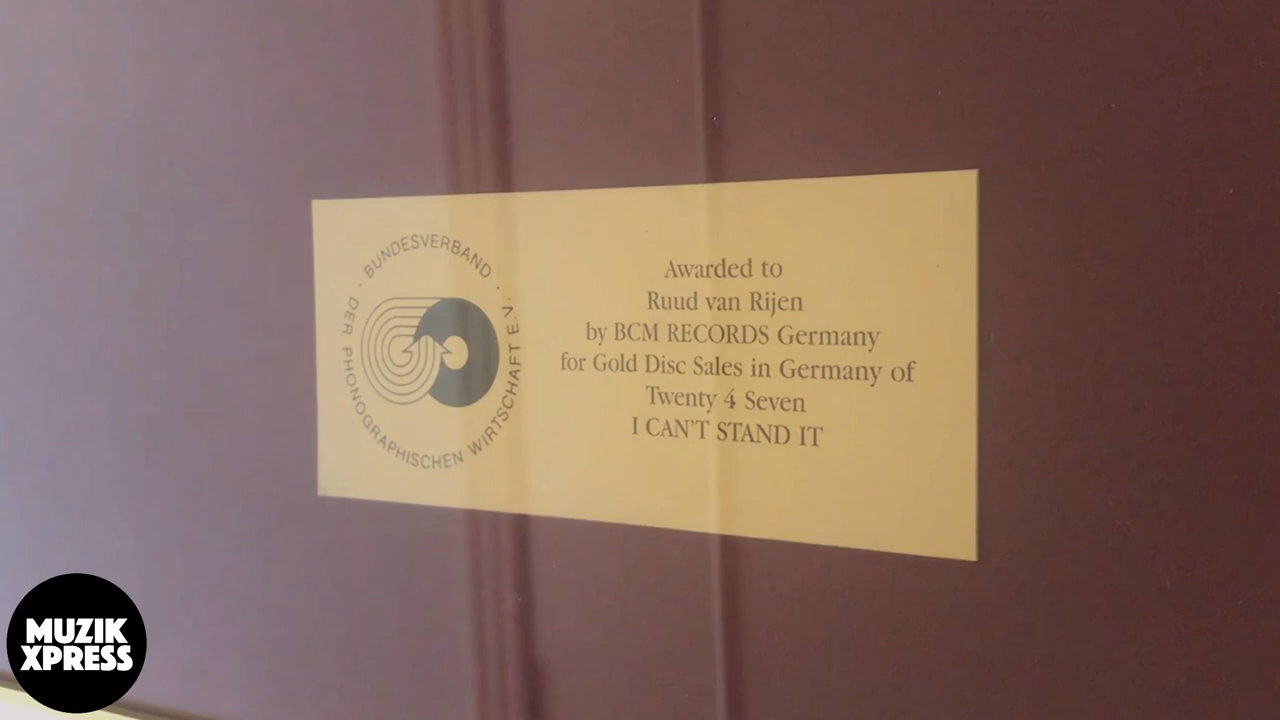 BUNDESVERBAND · DER PHONOGRAPHISCHEN WIRTSCHAFT E.V. ·
Awarded to
Ruud van Rijen
by BCM RECORDS Germany
for Gold Disc Sales in Germany of
Twenty 4 Seven
I CAN'T STAND IT
MUZIK
XPRESS